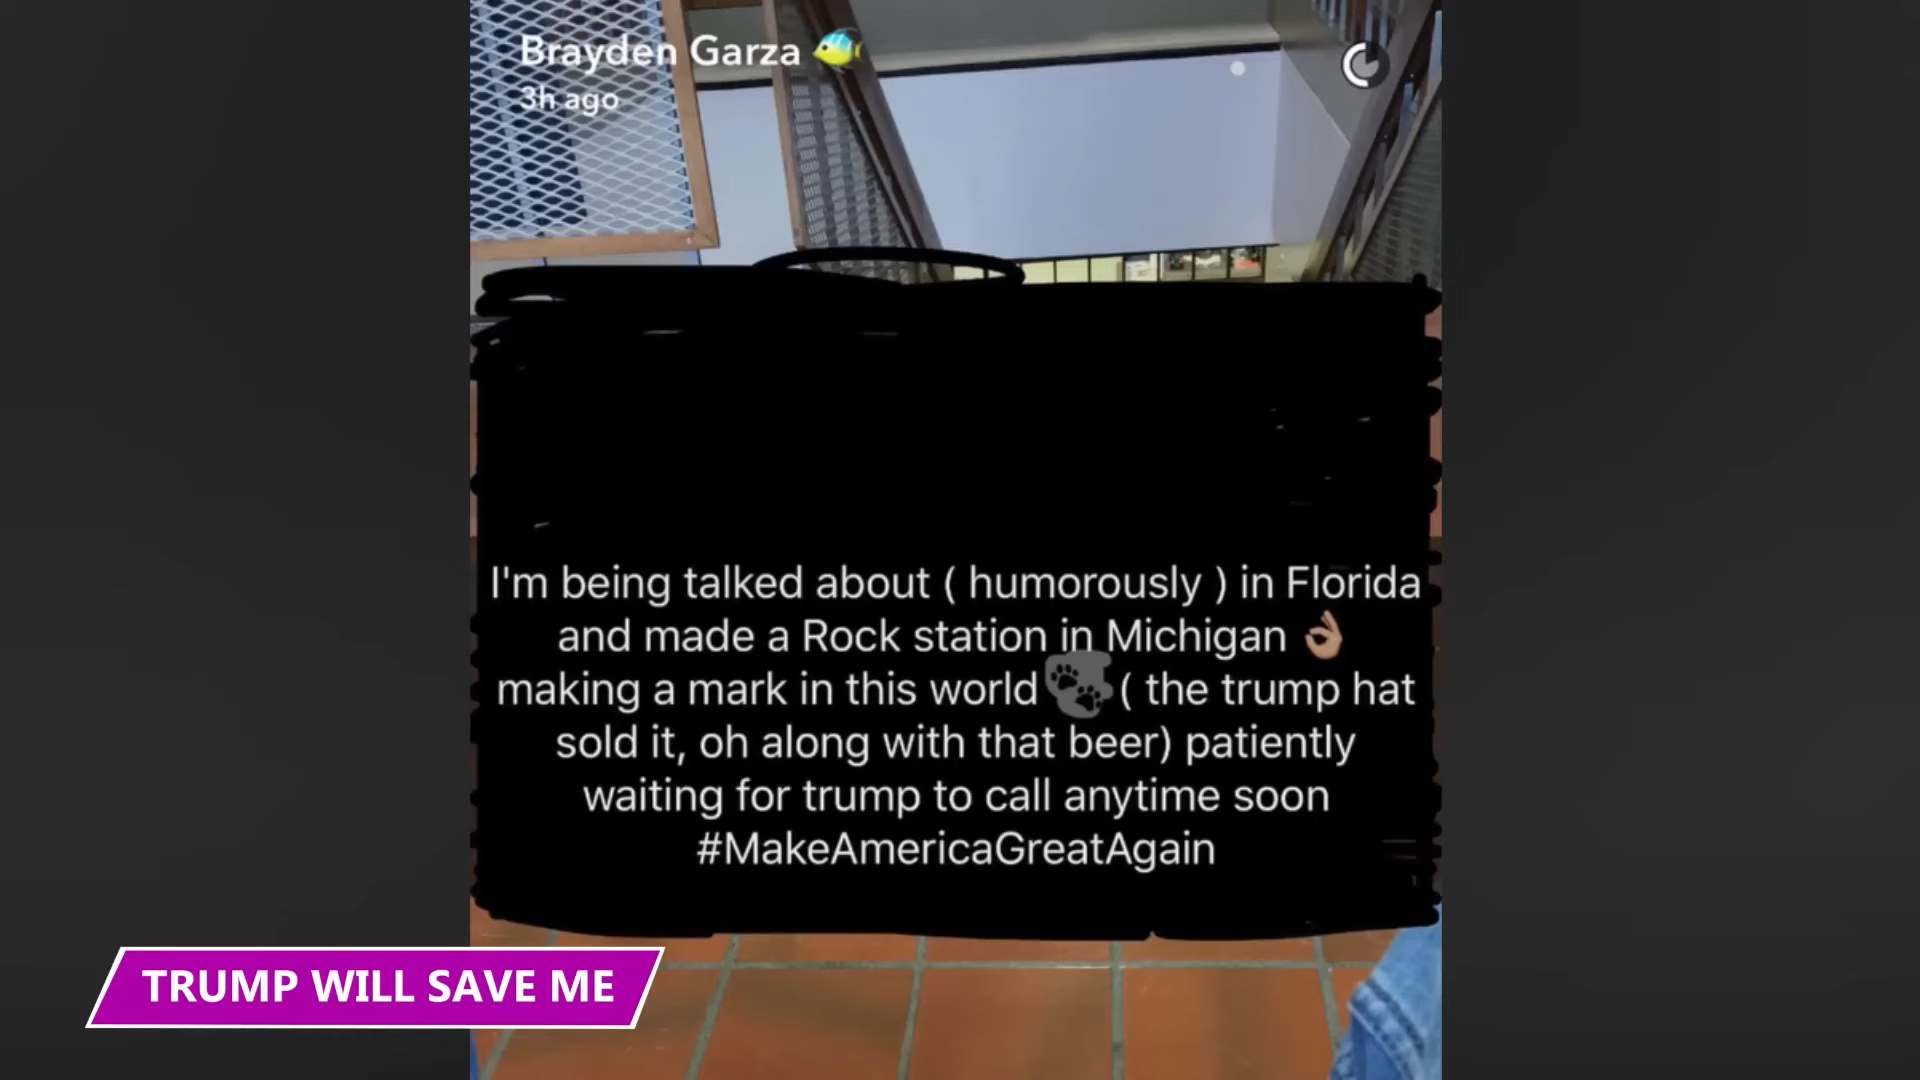 Brayden Garza 🐠
3h ago
I'm being talked about ( humorously ) in Florida
and made a Rock station in Michigan 👌🏽
making a mark in this world 🐾 ( the trump hat
sold it, oh along with that beer) patiently
waiting for trump to call anytime soon
#MakeAmericaGreatAgain
TRUMP WILL SAVE ME